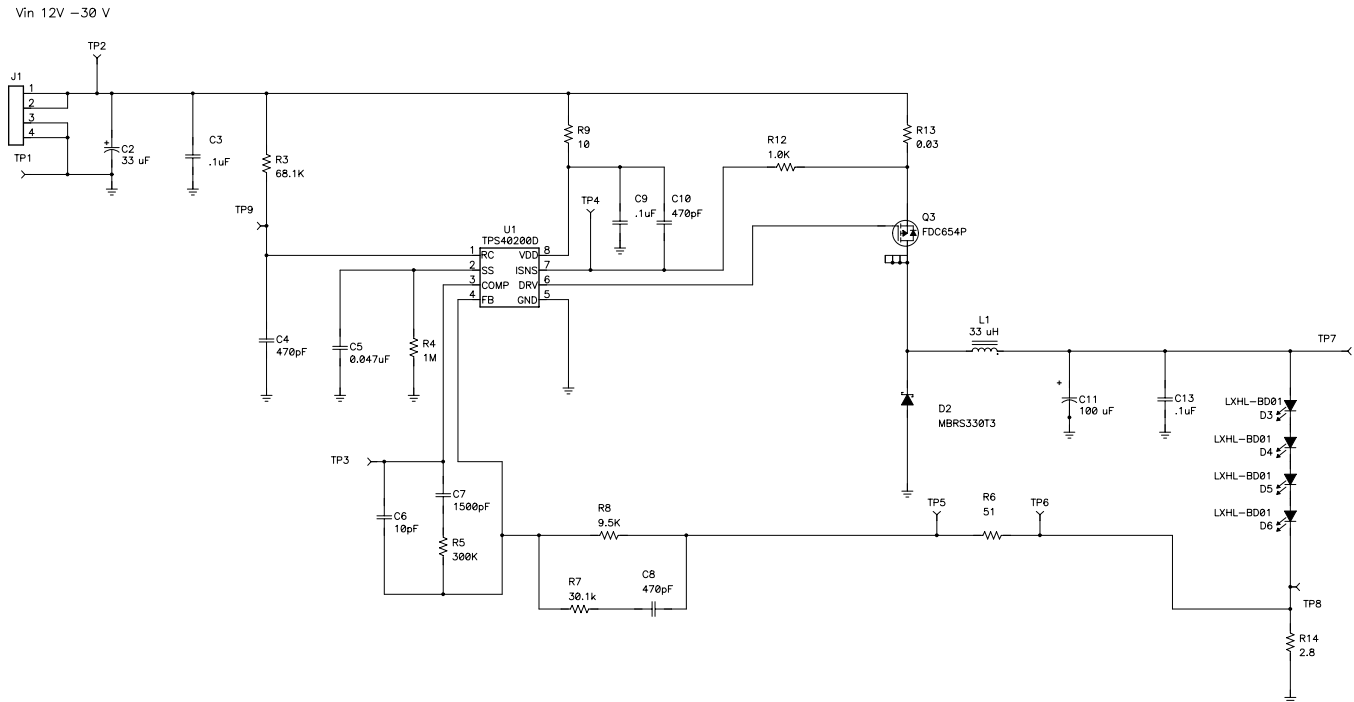 Vin 12V –30 V
TP2
J1
1
2
3
4
TP1
+
C2
33 uF
C3
.1uF
R3
68.1K
R9
10
R12
1.0K
R13
0.03
TP9
C9
.1uF
C10
470pF
TP4
Q3
FDC654P
U1
TPS40200D
1 RC VDD 8
2 SS ISNS 7
3 COMP DRV 6
4 FB GND 5
C4
470pF
C5
0.047uF
R4
1M
L1
33 uH
TP7
D2
MBRS330T3
+
C11
100 uF
C13
.1uF
LXHL–BD01
D3
LXHL–BD01
D4
LXHL–BD01
D5
LXHL–BD01
D6
TP3
C7
1500pF
C6
10pF
R5
300K
R8
9.5K
TP5
R6
51
TP6
R7
30.1k
C8
470pF
TP8
R14
2.8